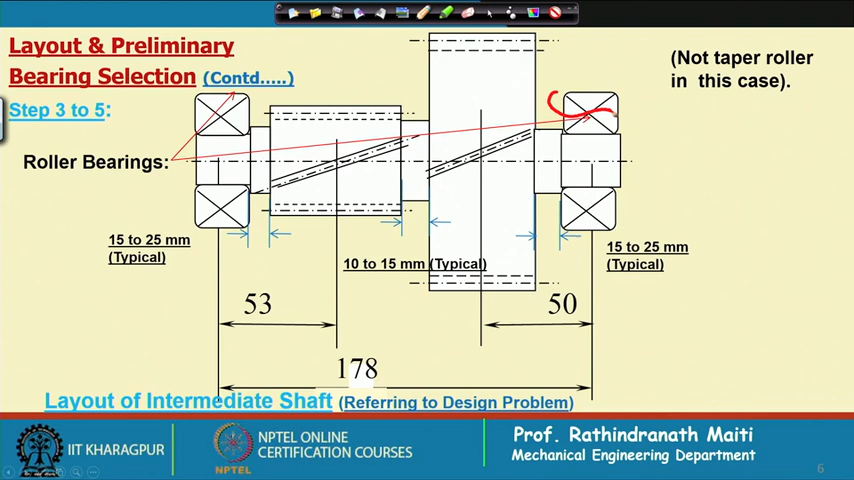 Layout & Preliminary
Bearing Selection (Contd.....)
Step 3 to 5:
(Not taper roller
in this case).
Roller Bearings:
15 to 25 mm
(Typical)
10 to 15 mm (Typical)
15 to 25 mm
(Typical)
53
50
178
Layout of Intermediate Shaft (Referring to Design Problem)
IIT KHARAGPUR
NPTEL
NPTEL ONLINE
CERTIFICATION COURSES
Prof. Rathindranath Maiti
Mechanical Engineering Department
6